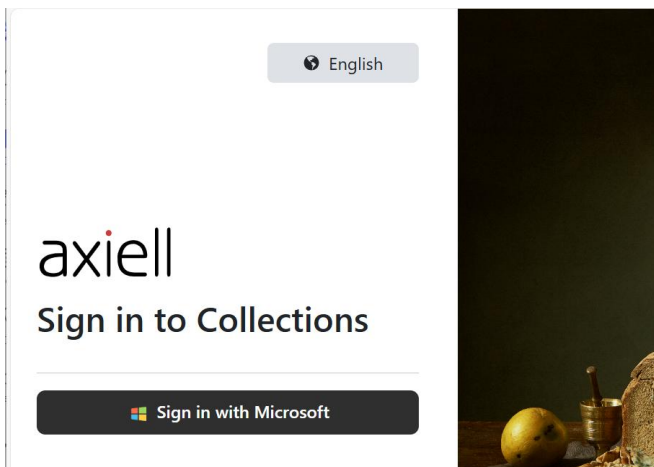 English
axiell
Sign in to Collections
Sign in with Microsoft